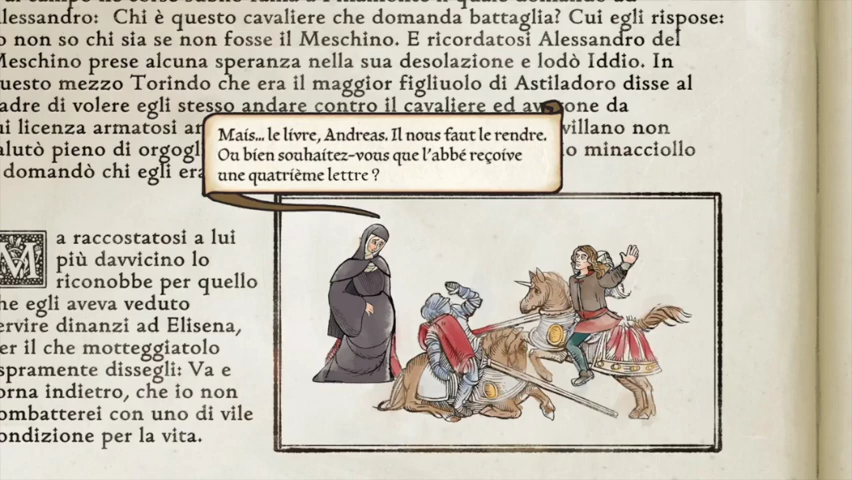 lessandro: Chi è questo cavaliere che domanda battaglia? Cui egli rispose:
o non so chi sia se non fosse il Meschino. E ricordatosi Alessandro del
Meschino prese alcuna speranza nella sua desolazione e lodò Iddio. In
uesto mezzo Torindo che era il maggior figliuolo di Astiladoro disse al
adre di volere egli stesso andare contro il cavaliere ed av
one da
ui licenza armatosi
villano non
alutò pieno di orgogl
o minacciollo
domandò chi egli era
Mais... le livre, Andreas. Il nous faut le rendre.
Ou bien souhaitez-vous que l'abbé reçoive
une quatrième lettre ?
M
a raccostatosi a lui
più davvicino lo
riconobbe per quello
he egli aveva veduto
ervire dinanzi ad Elisena,
er il che motteggiatolo
spramente dissegli: Va e
orna indietro, che io non
ombatterei con uno di vile
ondizione per la vita.